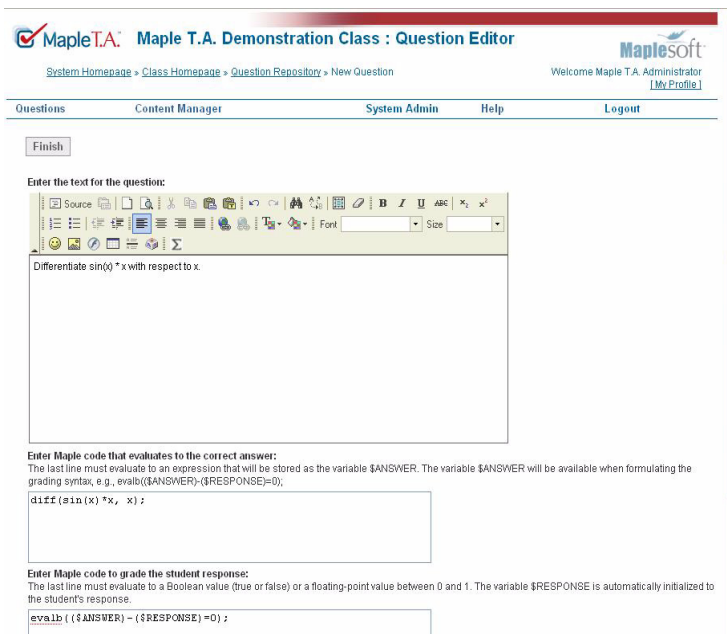 MapleT.A.™ Maple T.A. Demonstration Class : Question Editor
Maplesoft
System Homepage » Class Homepage » Question Repository » New Question
Welcome Maple T.A. Administrator
[ My Profile ]
Questions Content Manager System Admin Help Logout
Finish
Enter the text for the question:
Source B I U ABC x₂ x²
Font Size
Σ
Differentiate sin(x) * x with respect to x.
Enter Maple code that evaluates to the correct answer:
The last line must evaluate to an expression that will be stored as the variable $ANSWER. The variable $ANSWER will be available when formulating the
grading syntax, e.g., evalb(($ANSWER)-($RESPONSE)=0);
diff(sin(x)*x, x);
Enter Maple code to grade the student response:
The last line must evaluate to a Boolean value (true or false) or a floating-point value between 0 and 1. The variable $RESPONSE is automatically initialized to
the student's response.
evalb(($ANSWER)-($RESPONSE)=0);